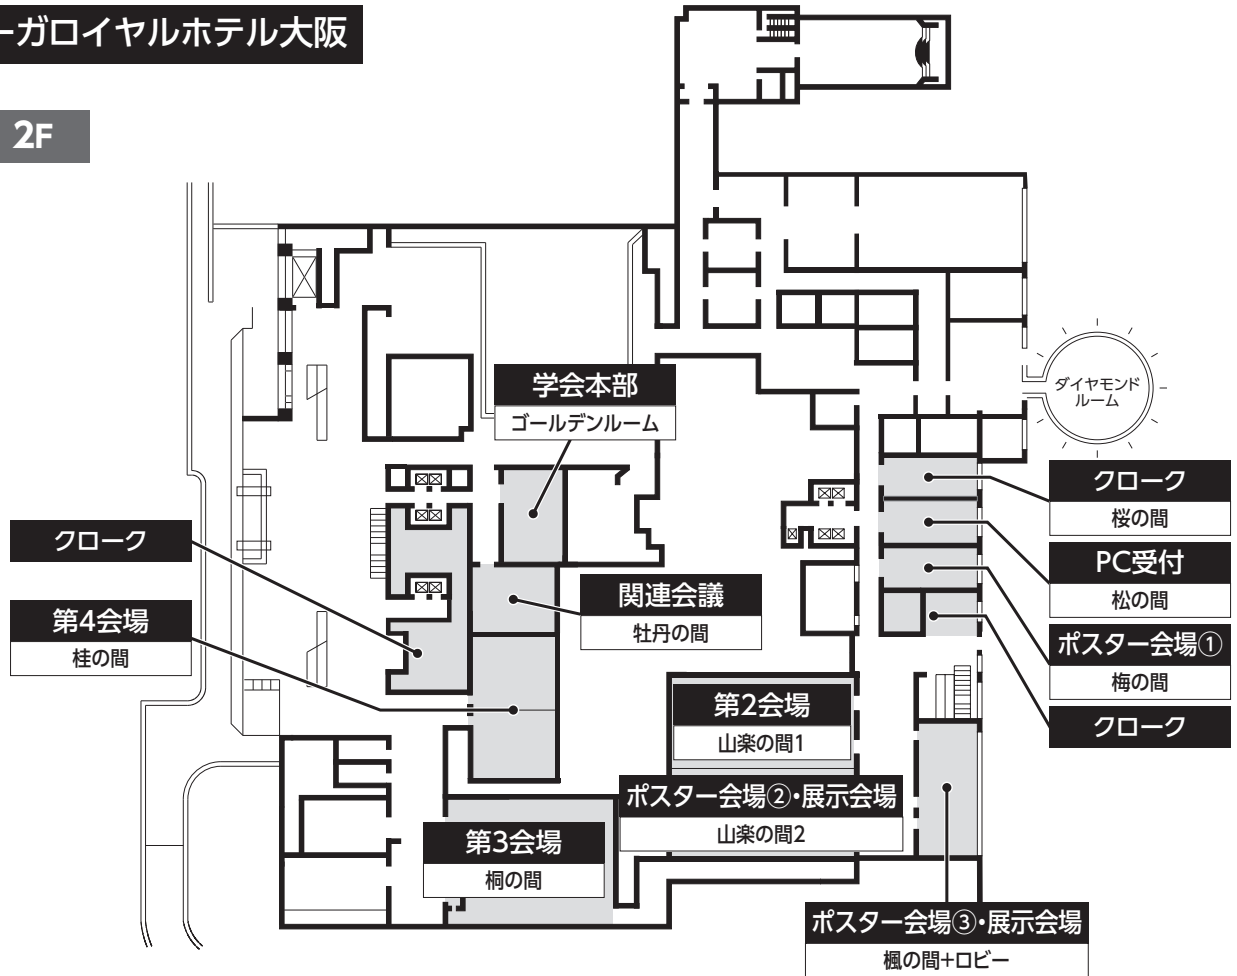 ーガロイヤルホテル大阪
2F
ダイヤモンド
ルーム
学会本部
ゴールデンルーム
クローク
桜の間
クローク
PC受付
松の間
関連会議
牡丹の間
第4会場
桂の間
ポスター会場①
梅の間
クローク
第2会場
山楽の間1
ポスター会場②・展示会場
山楽の間2
第3会場
桐の間
ポスター会場③・展示会場
楓の間+ロビー